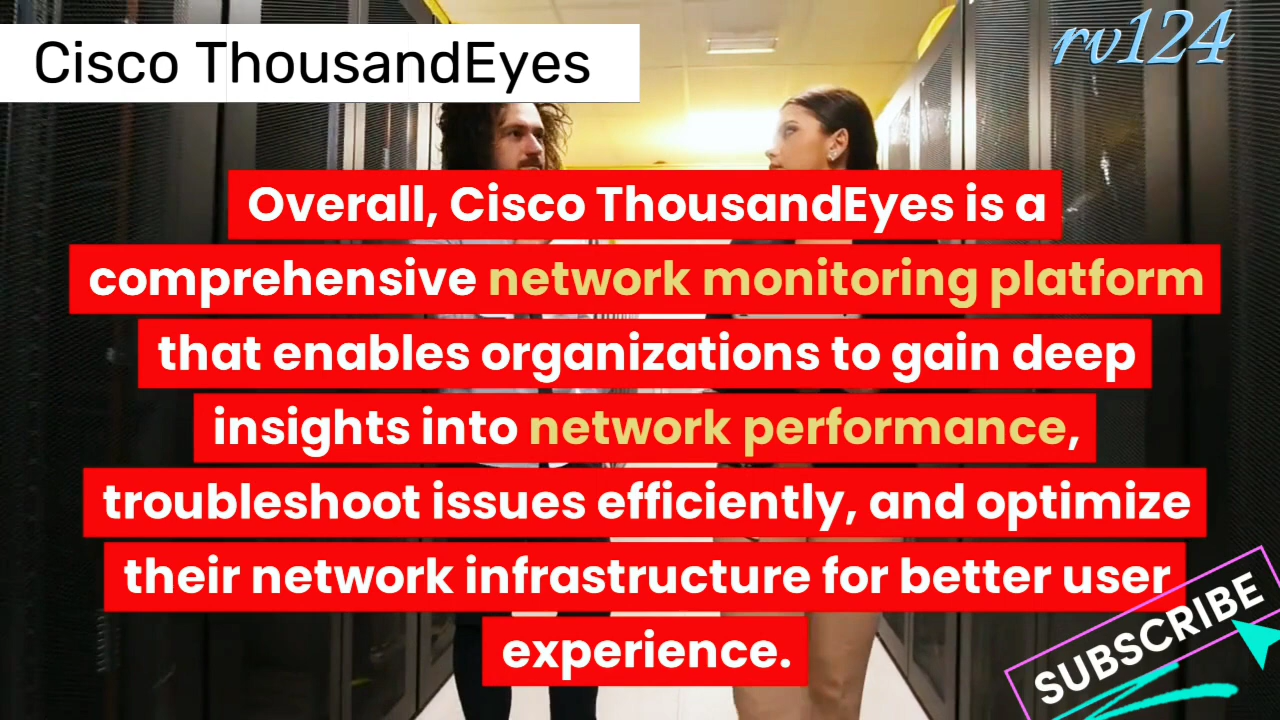 Cisco ThousandEyes
rv124
Overall, Cisco ThousandEyes is a
comprehensive network monitoring platform
that enables organizations to gain deep
insights into network performance,
troubleshoot issues efficiently, and optimize
their network infrastructure for better user
experience.
SUBSCRIBE